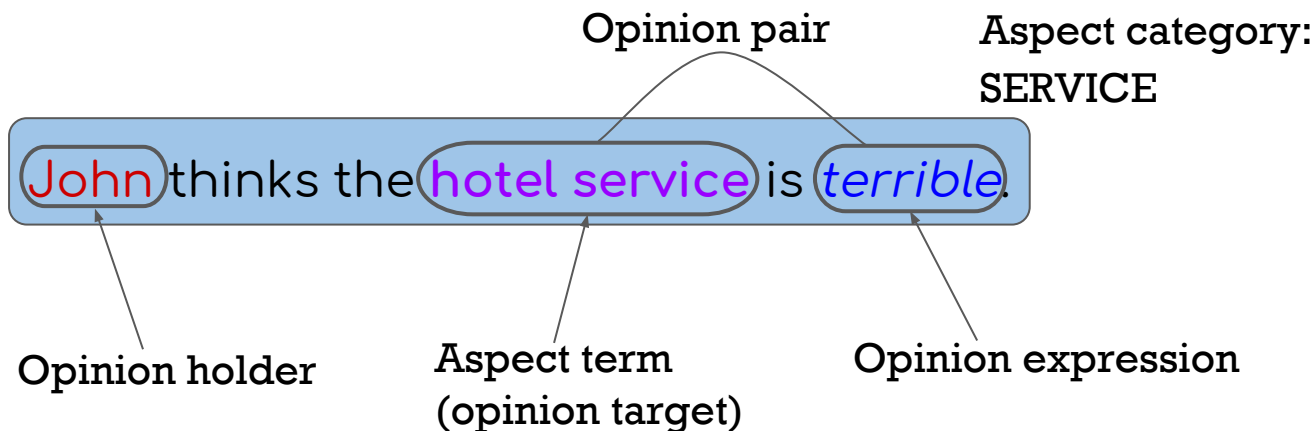 Opinion pair
Aspect category:
SERVICE
John thinks the hotel service is terrible.
Opinion holder
Aspect term
(opinion target)
Opinion expression